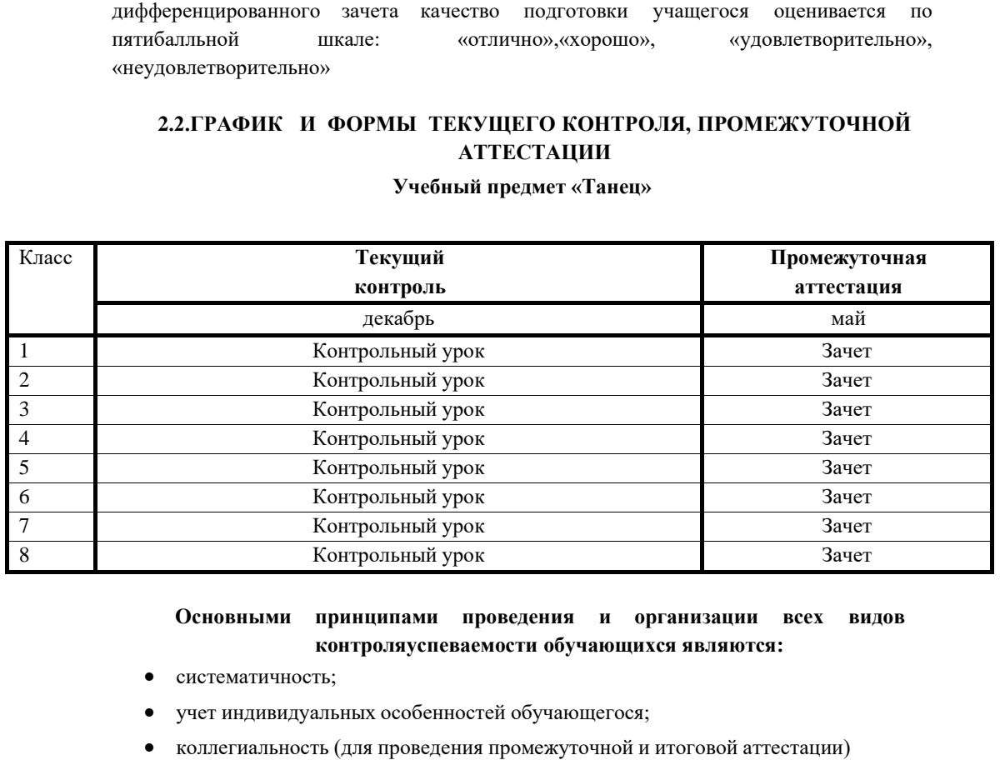 дифференцированного зачета качество подготовки учащегося оценивается по
пятибалльной шкале: «отлично»,«хорошо», «удовлетворительно»,
«неудовлетворительно»
2.2.ГРАФИК И ФОРМЫ ТЕКУЩЕГО КОНТРОЛЯ, ПРОМЕЖУТОЧНОЙ
АТТЕСТАЦИИ
Учебный предмет «Танец»
Класс Текущий Промежуточная
контроль аттестация
декабрь май
1 Контрольный урок Зачет
2 Контрольный урок Зачет
3 Контрольный урок Зачет
4 Контрольный урок Зачет
5 Контрольный урок Зачет
6 Контрольный урок Зачет
7 Контрольный урок Зачет
8 Контрольный урок Зачет
Основными принципами проведения и организации всех видов
контроляуспеваемости обучающихся являются:
• систематичность;
• учет индивидуальных особенностей обучающегося;
• коллегиальность (для проведения промежуточной и итоговой аттестации)